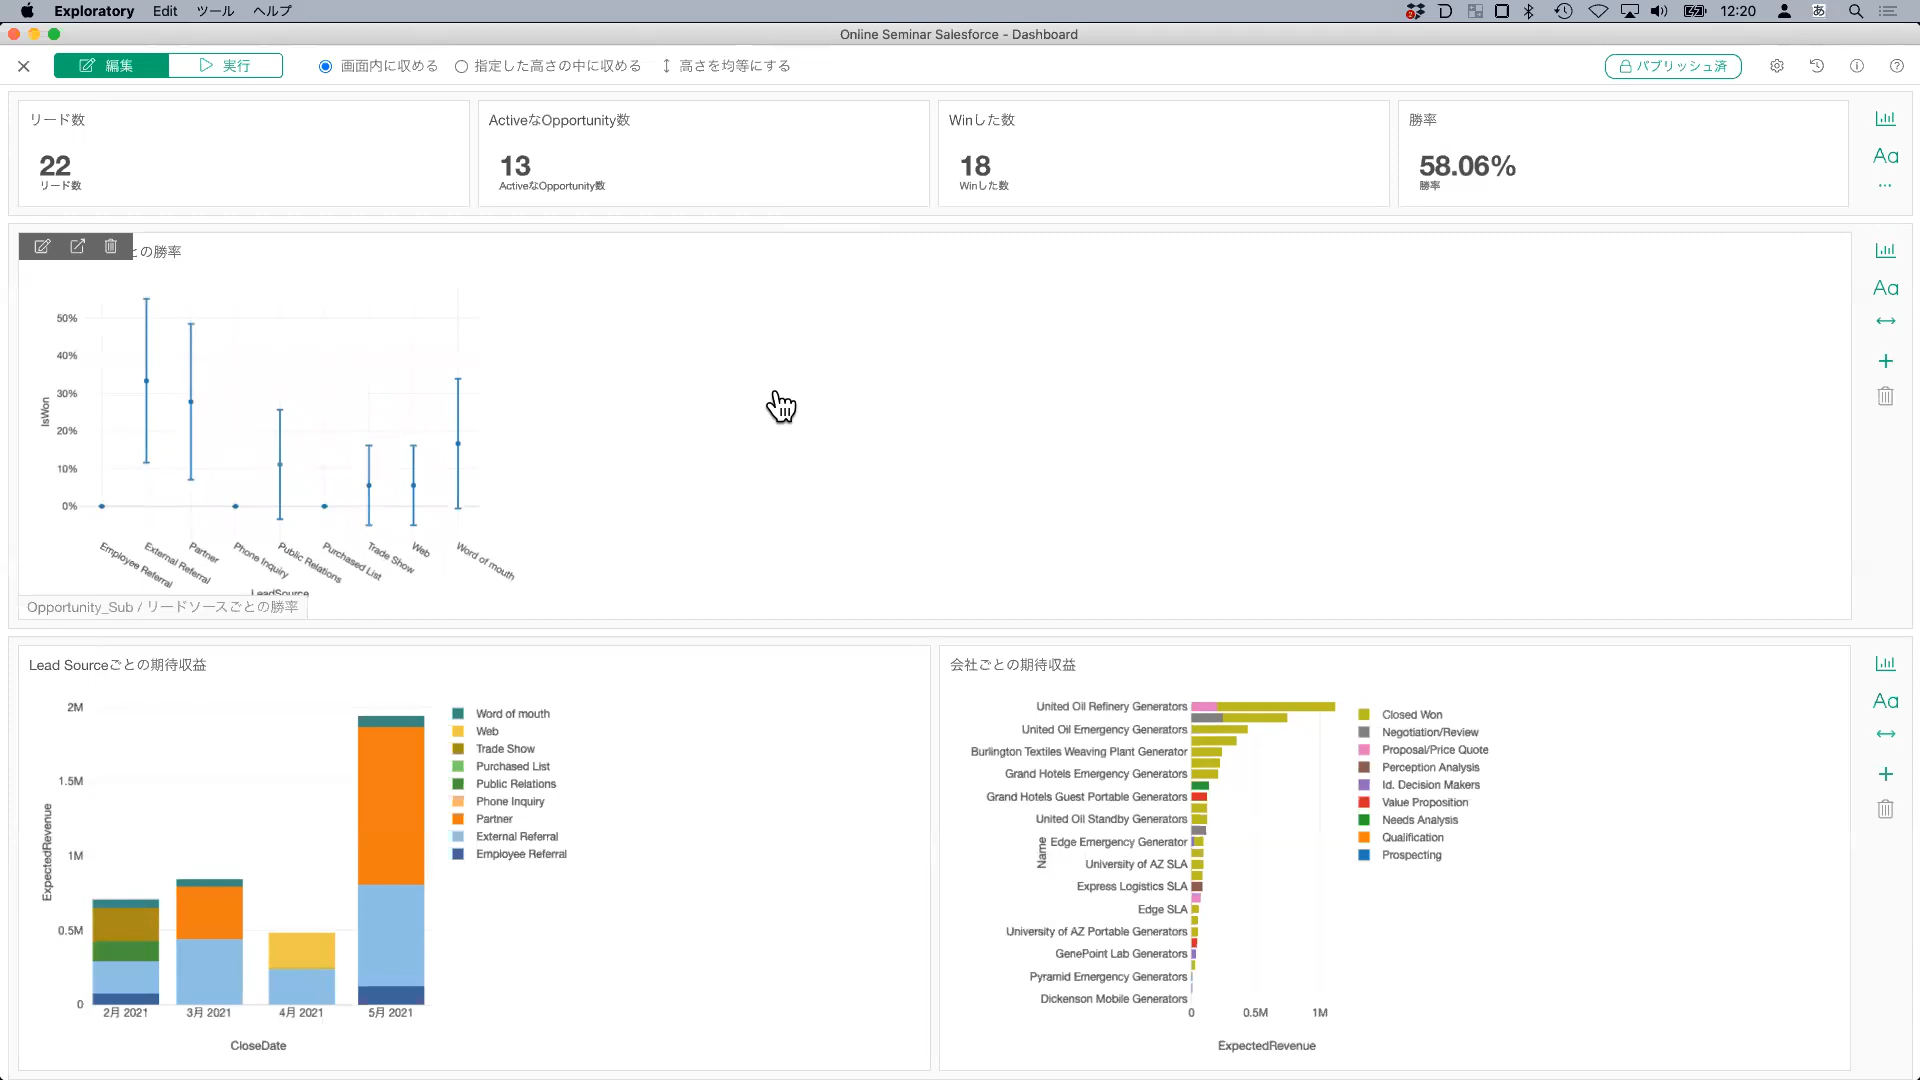 Exploratory Edit ツール ヘルプ
2
D
12:20
あ
Online Seminar Salesforce - Dashboard
編集
実行
画面内に収める
指定した高さの中に収める
高さを均等にする
パブリッシュ済
リード数
22
リード数
ActiveなOpportunity数
13
ActiveなOpportunity数
Winした数
18
Winした数
勝率
58.06%
勝率
Aa
...
との勝率
50%
40%
30%
20%
10%
0%
IsWon
Employee Referral
External Referral
Partner
Phone Inquiry
Public Relations
Purchased List
Trade Show
Web
Word of mouth
LeadSource
Opportunity_Sub / リードソースごとの勝率
Aa
Lead Sourceごとの期待収益
2M
1.5M
1M
0.5M
0
ExpectedRevenue
2月 2021
3月 2021
4月 2021
5月 2021
CloseDate
Word of mouth
Web
Trade Show
Purchased List
Public Relations
Phone Inquiry
Partner
External Referral
Employee Referral
会社ごとの期待収益
United Oil Refinery Generators
United Oil Emergency Generators
Burlington Textiles Weaving Plant Generator
Grand Hotels Emergency Generators
Grand Hotels Guest Portable Generators
United Oil Standby Generators
Edge Emergency Generator
University of AZ SLA
Express Logistics SLA
Edge SLA
University of AZ Portable Generators
GenePoint Lab Generators
Pyramid Emergency Generators
Dickenson Mobile Generators
Name
0
0.5M
1M
ExpectedRevenue
Closed Won
Negotiation/Review
Proposal/Price Quote
Perception Analysis
Id. Decision Makers
Value Proposition
Needs Analysis
Qualification
Prospecting
Aa